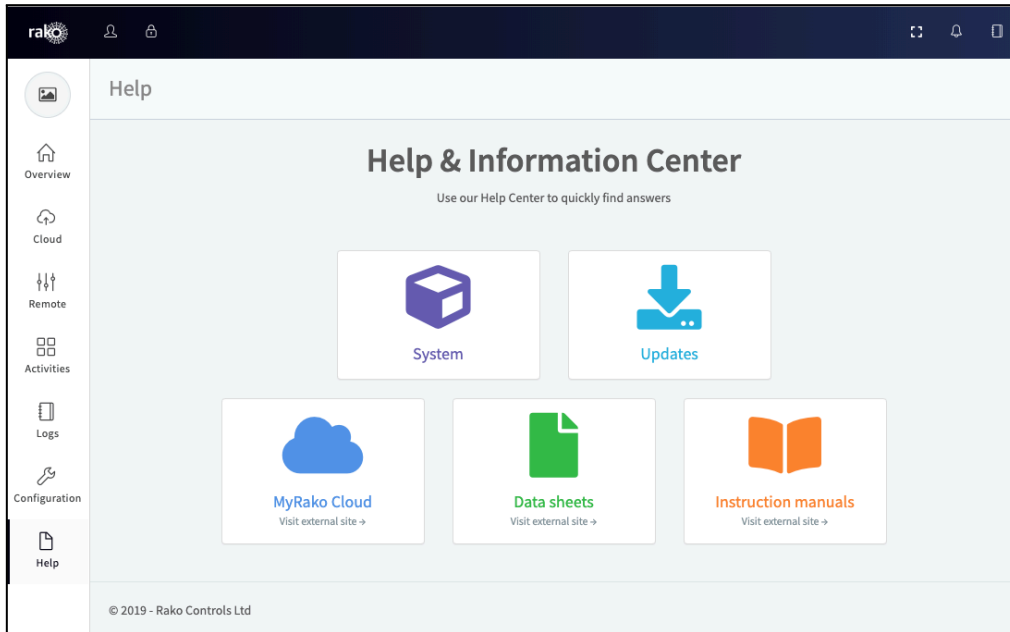 rako
Help
Overview
Cloud
Remote
Activities
Logs
Configuration
Help
Help & Information Center
Use our Help Center to quickly find answers
System
Updates
MyRako Cloud
Visit external site →
Data sheets
Visit external site →
Instruction manuals
Visit external site →
© 2019 - Rako Controls Ltd